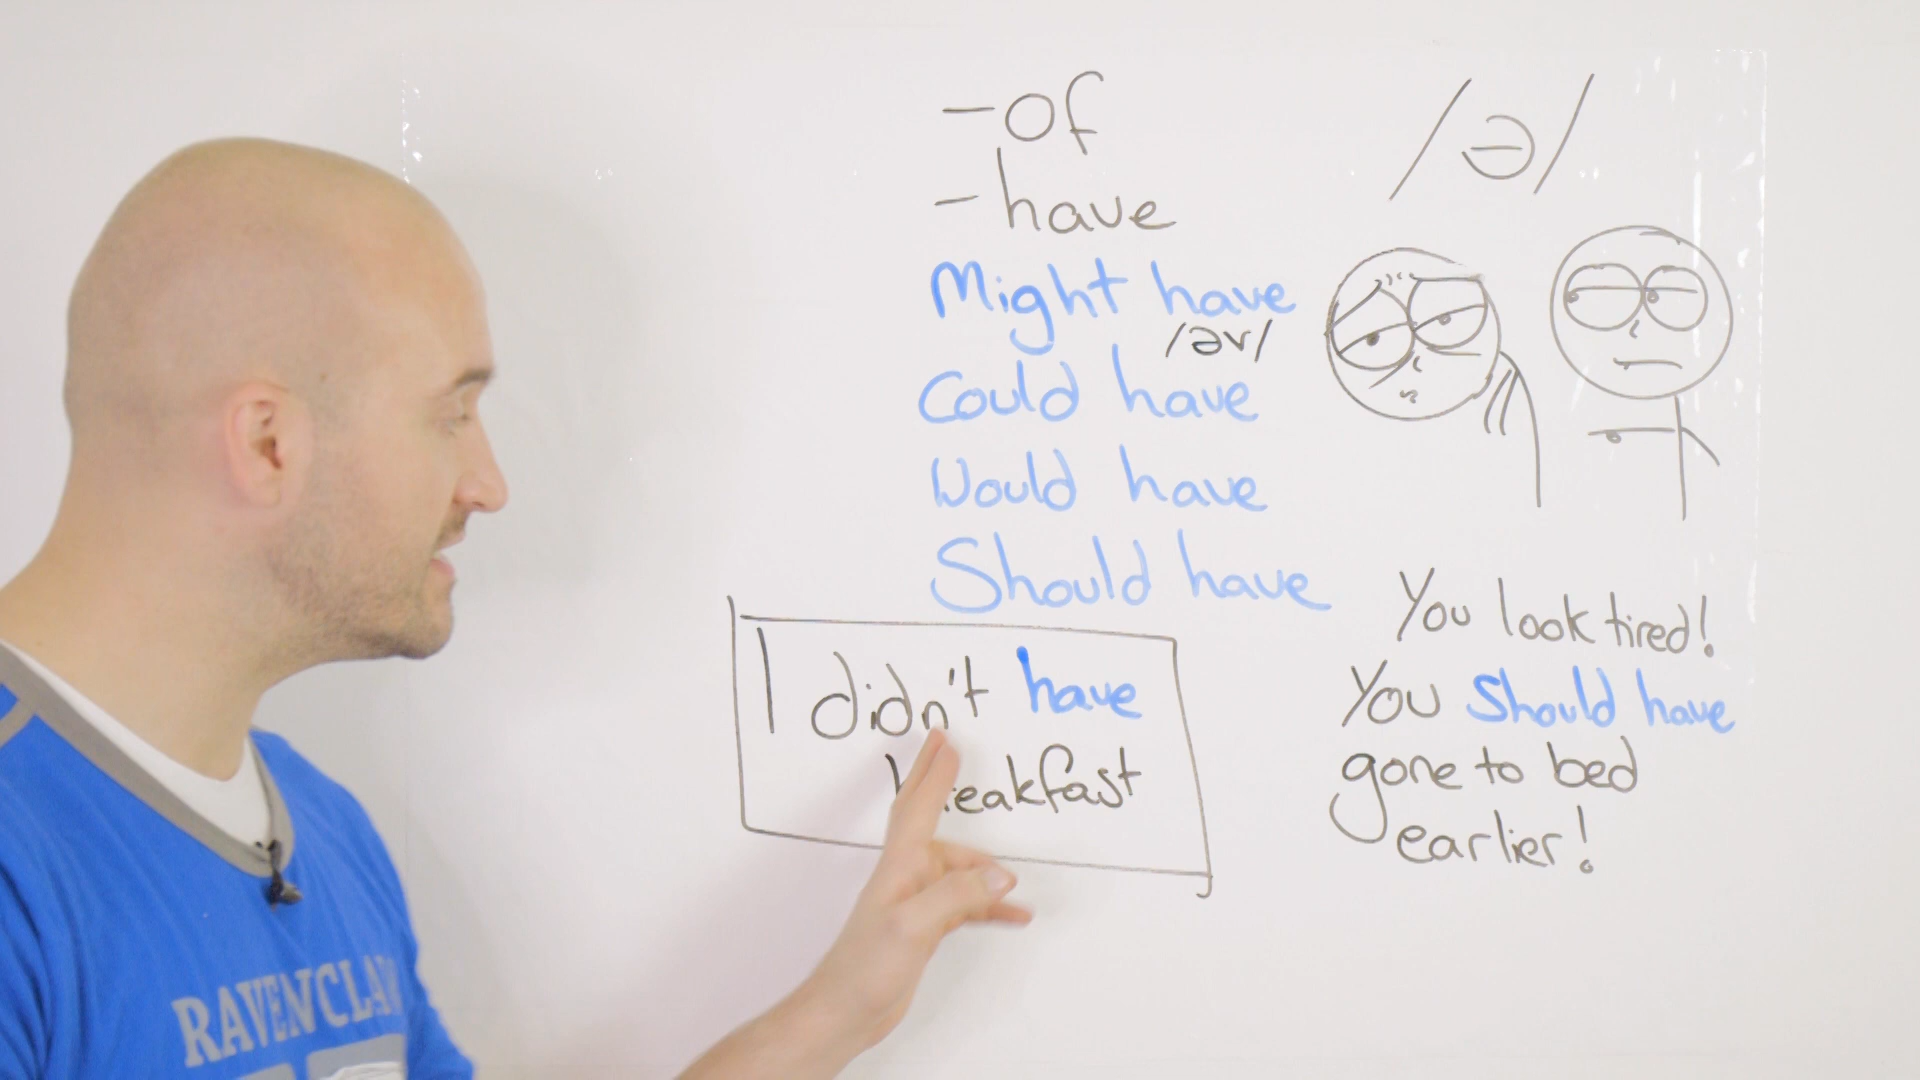 -of
-have
/ə/
Might have
/əv/
Could have
Would have
Should have
I didn't have
breakfast
You look tired!
You should have
gone to bed
earlier!
RAVENCLAW